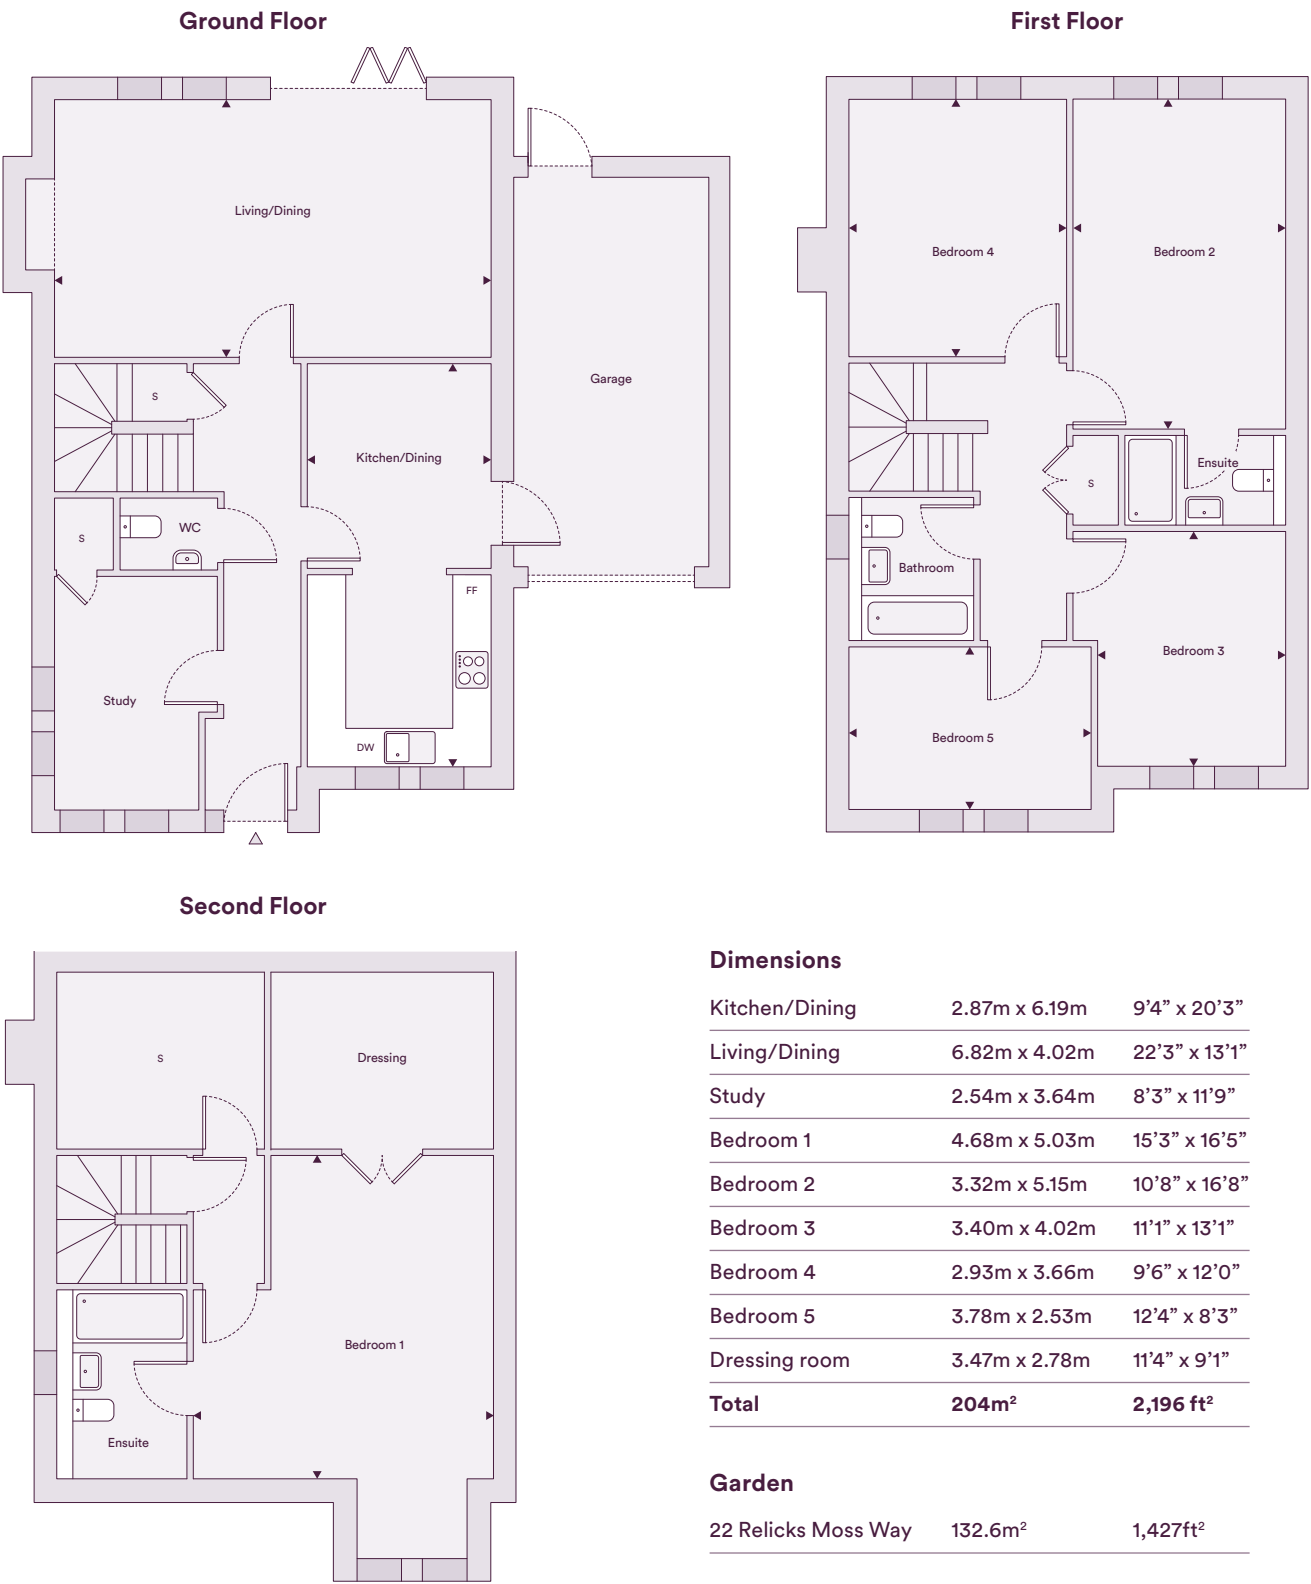 Ground Floor
Living/Dining
S
Kitchen/Dining
Garage
WC
S
FF
Study
DW
First Floor
Bedroom 4
Bedroom 2
Ensuite
S
Bathroom
Bedroom 3
Bedroom 5
Second Floor
S
Dressing
Bedroom 1
Ensuite
Dimensions
Kitchen/Dining 2.87m x 6.19m 9’4” x 20’3”
Living/Dining 6.82m x 4.02m 22’3” x 13’1”
Study 2.54m x 3.64m 8’3” x 11’9”
Bedroom 1 4.68m x 5.03m 15’3” x 16’5”
Bedroom 2 3.32m x 5.15m 10’8” x 16’8”
Bedroom 3 3.40m x 4.02m 11’1” x 13’1”
Bedroom 4 2.93m x 3.66m 9’6” x 12’0”
Bedroom 5 3.78m x 2.53m 12’4” x 8’3”
Dressing room 3.47m x 2.78m 11’4” x 9’1”
Total 204m² 2,196 ft²
Garden
22 Relicks Moss Way 132.6m² 1,427ft²